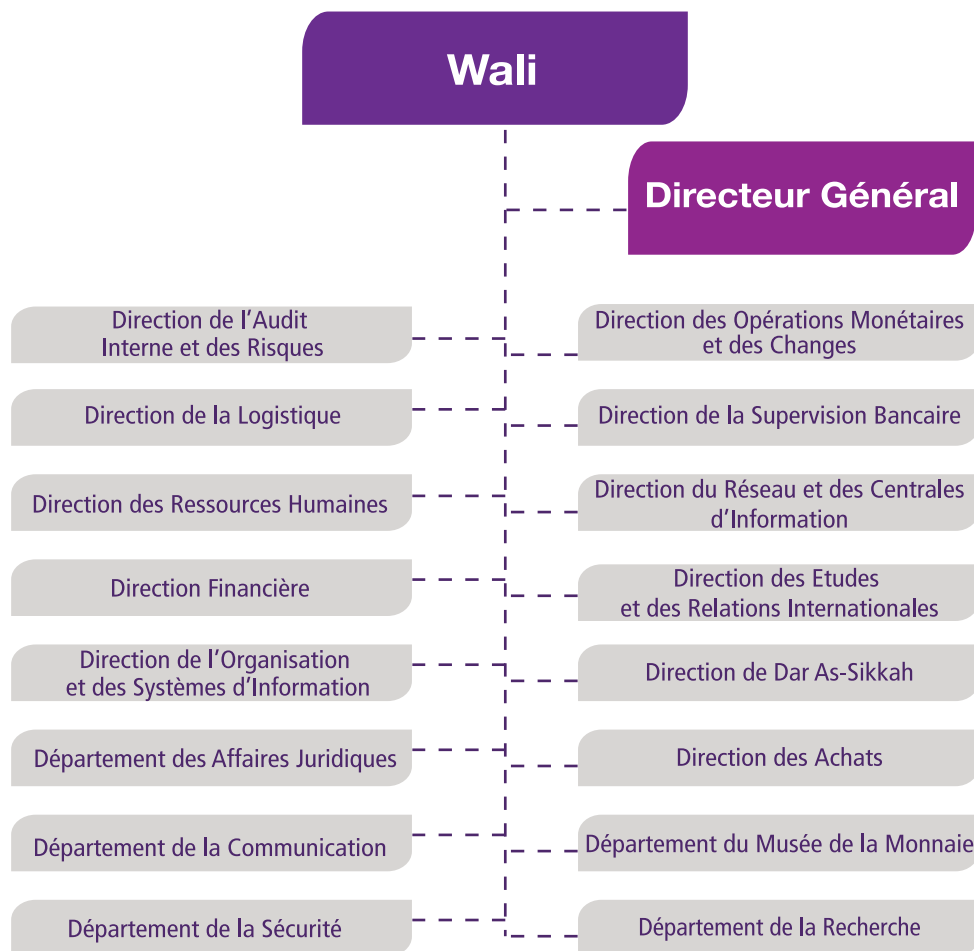 Wali
Directeur Général
Direction de l’Audit
Interne et des Risques
Direction des Opérations Monétaires
et des Changes
Direction de la Logistique
Direction de la Supervision Bancaire
Direction des Ressources Humaines
Direction du Réseau et des Centrales
d’Information
Direction Financière
Direction des Etudes
et des Relations Internationales
Direction de l’Organisation
et des Systèmes d’Information
Direction de Dar As-Sikkah
Département des Affaires Juridiques
Direction des Achats
Département de la Communication
Département du Musée de la Monnaie
Département de la Sécurité
Département de la Recherche